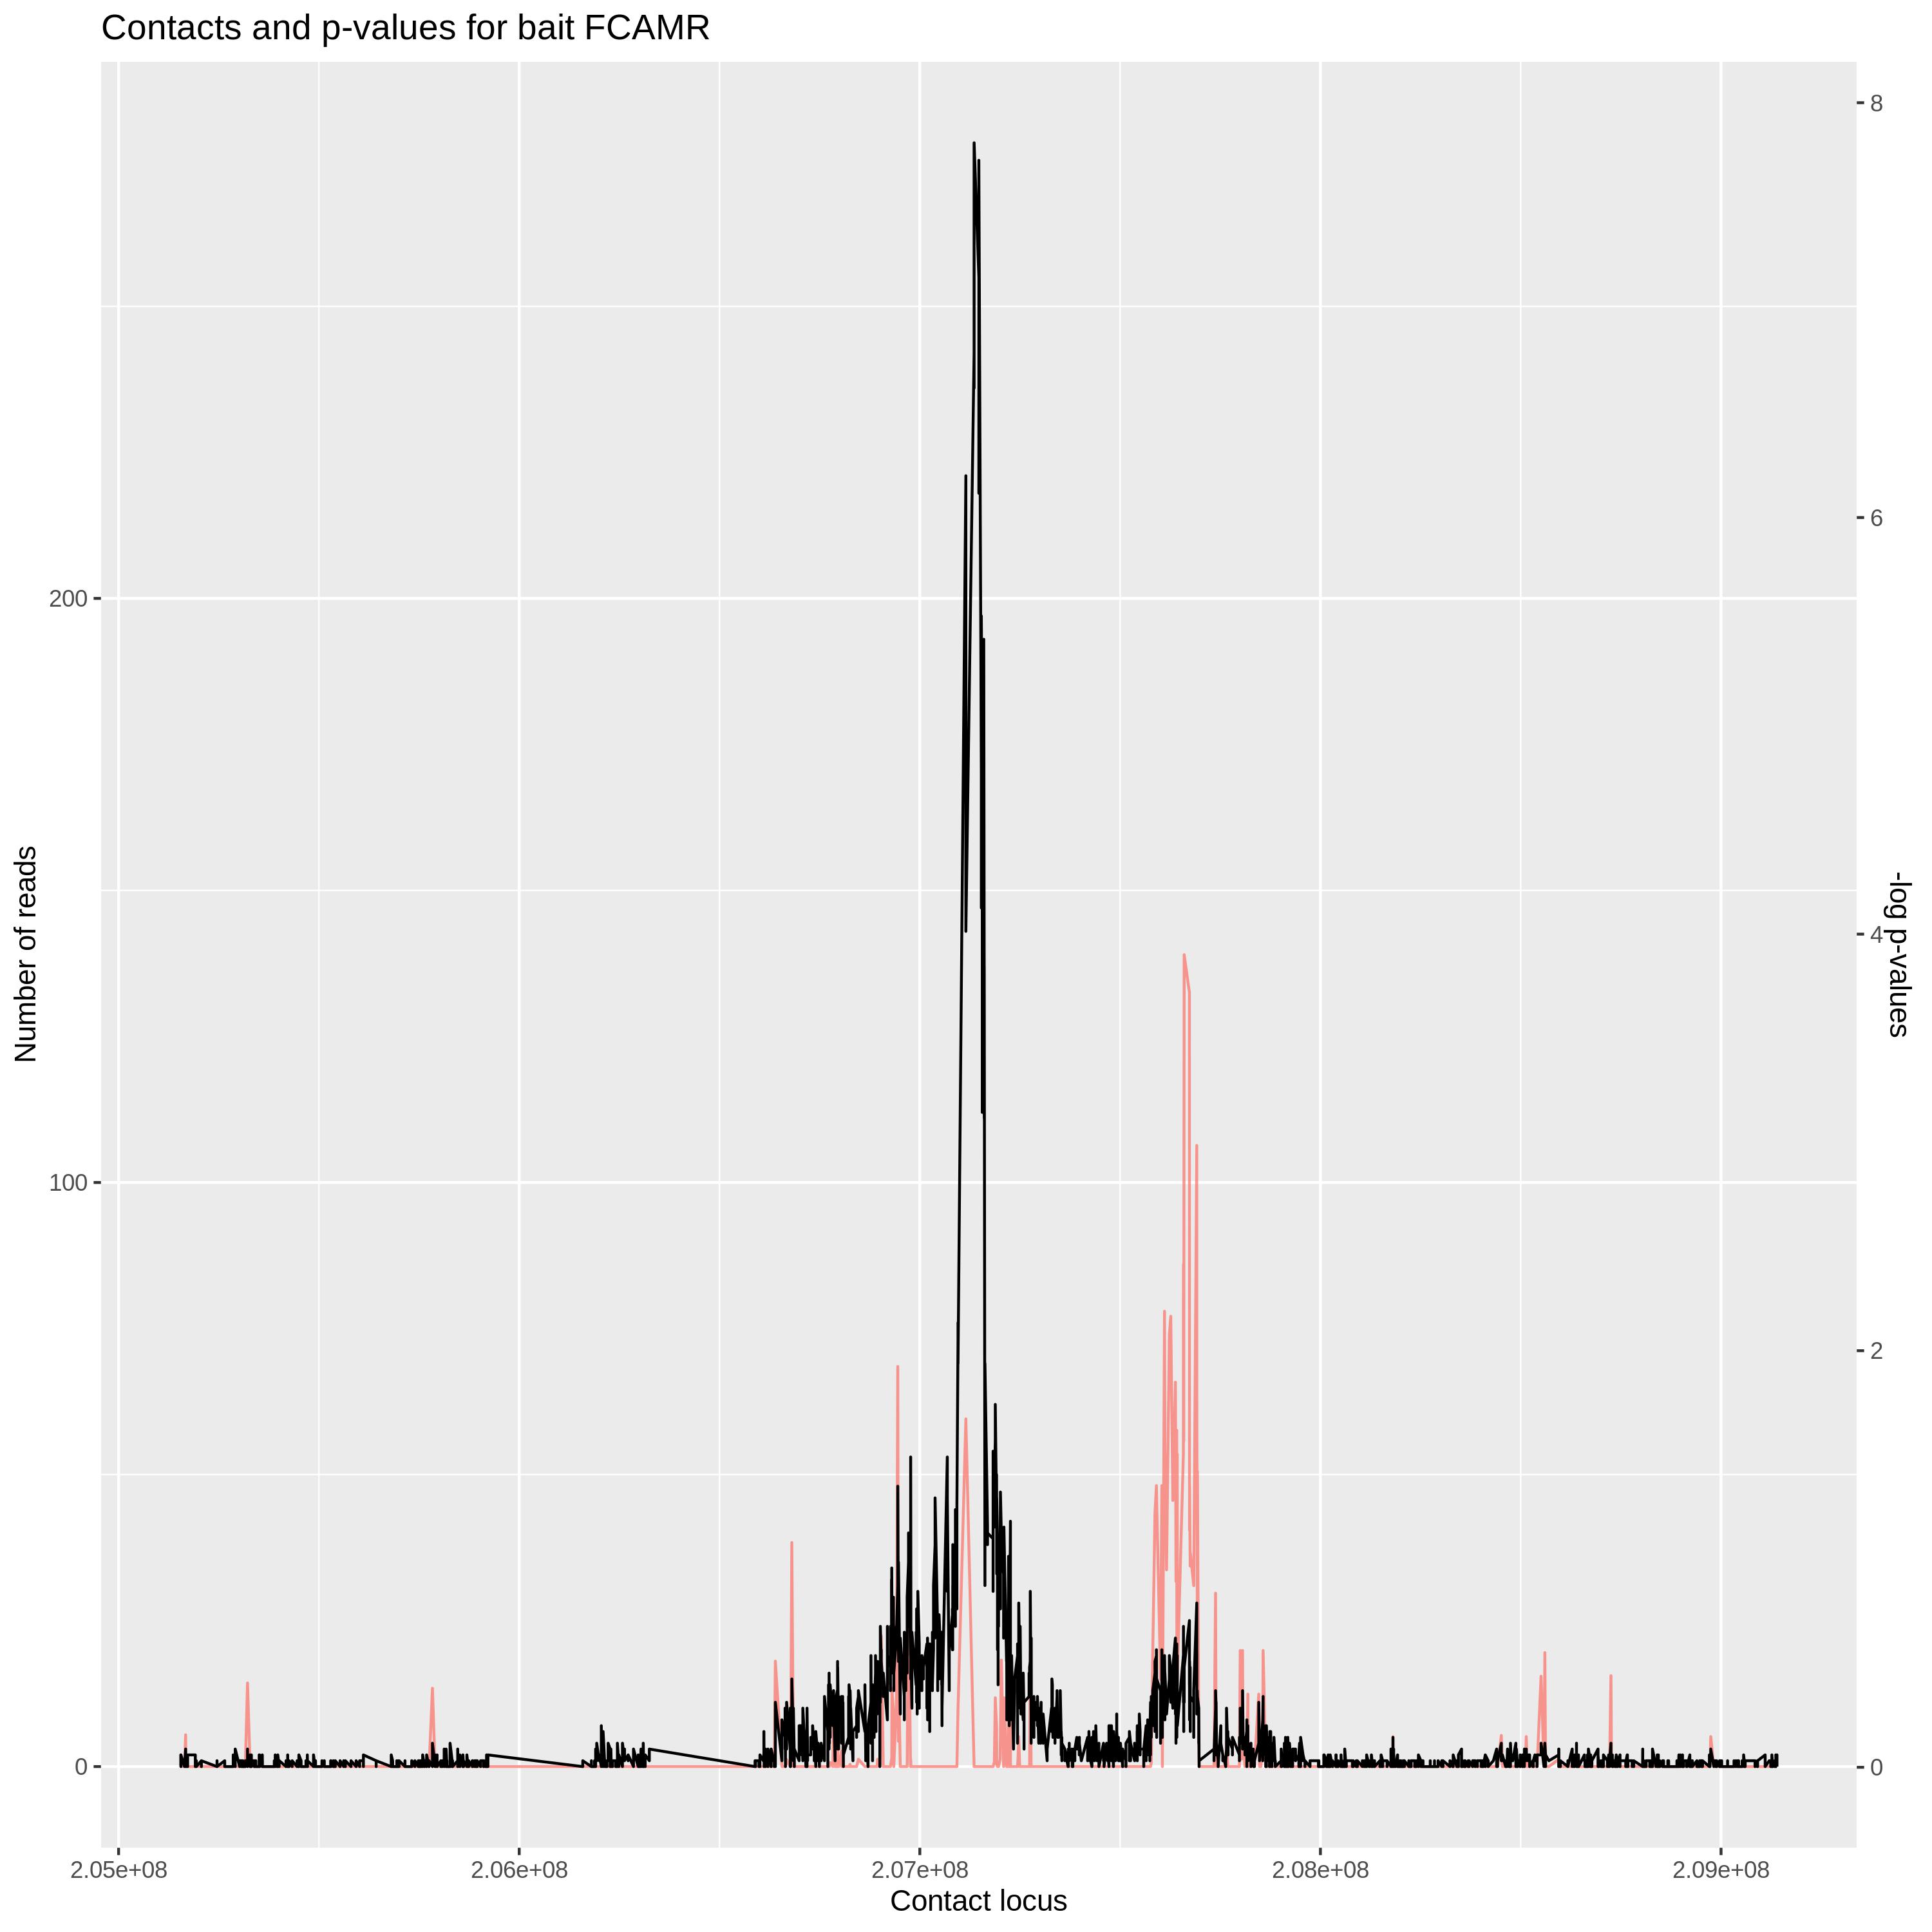 Contacts and p-values for bait FCAMR
8
6
4
2
0
-log p-values
200
100
0
Number of reads
2.05e+08 2.06e+08 2.07e+08 2.08e+08 2.09e+08
Contact locus